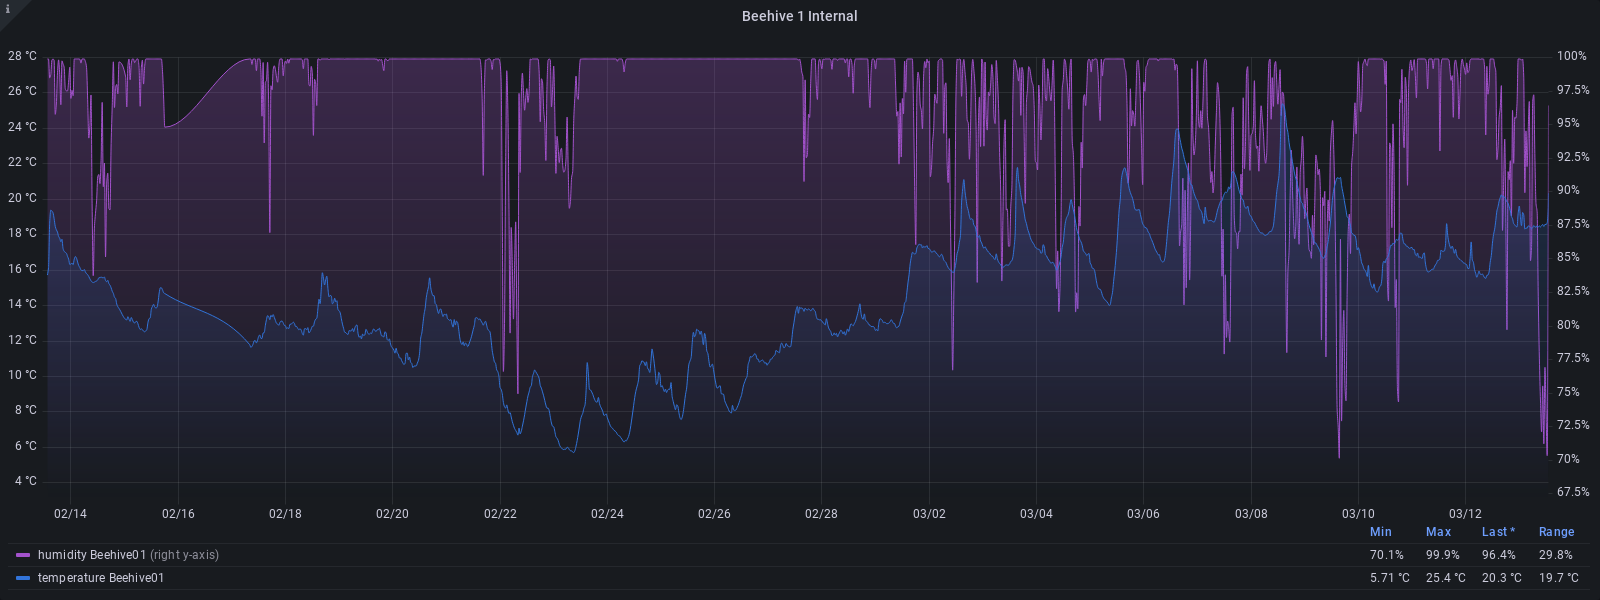 i
Beehive 1 Internal
28 °C
26 °C
24 °C
22 °C
20 °C
18 °C
16 °C
14 °C
12 °C
10 °C
8 °C
6 °C
4 °C
100%
97.5%
95%
92.5%
90%
87.5%
85%
82.5%
80%
77.5%
75%
72.5%
70%
67.5%
02/14 02/16 02/18 02/20 02/22 02/24 02/26 02/28 03/02 03/04 03/06 03/08 03/10 03/12
Min Max Last * Range
humidity Beehive01 (right y-axis) 70.1% 99.9% 96.4% 29.8%
temperature Beehive01 5.71 °C 25.4 °C 20.3 °C 19.7 °C